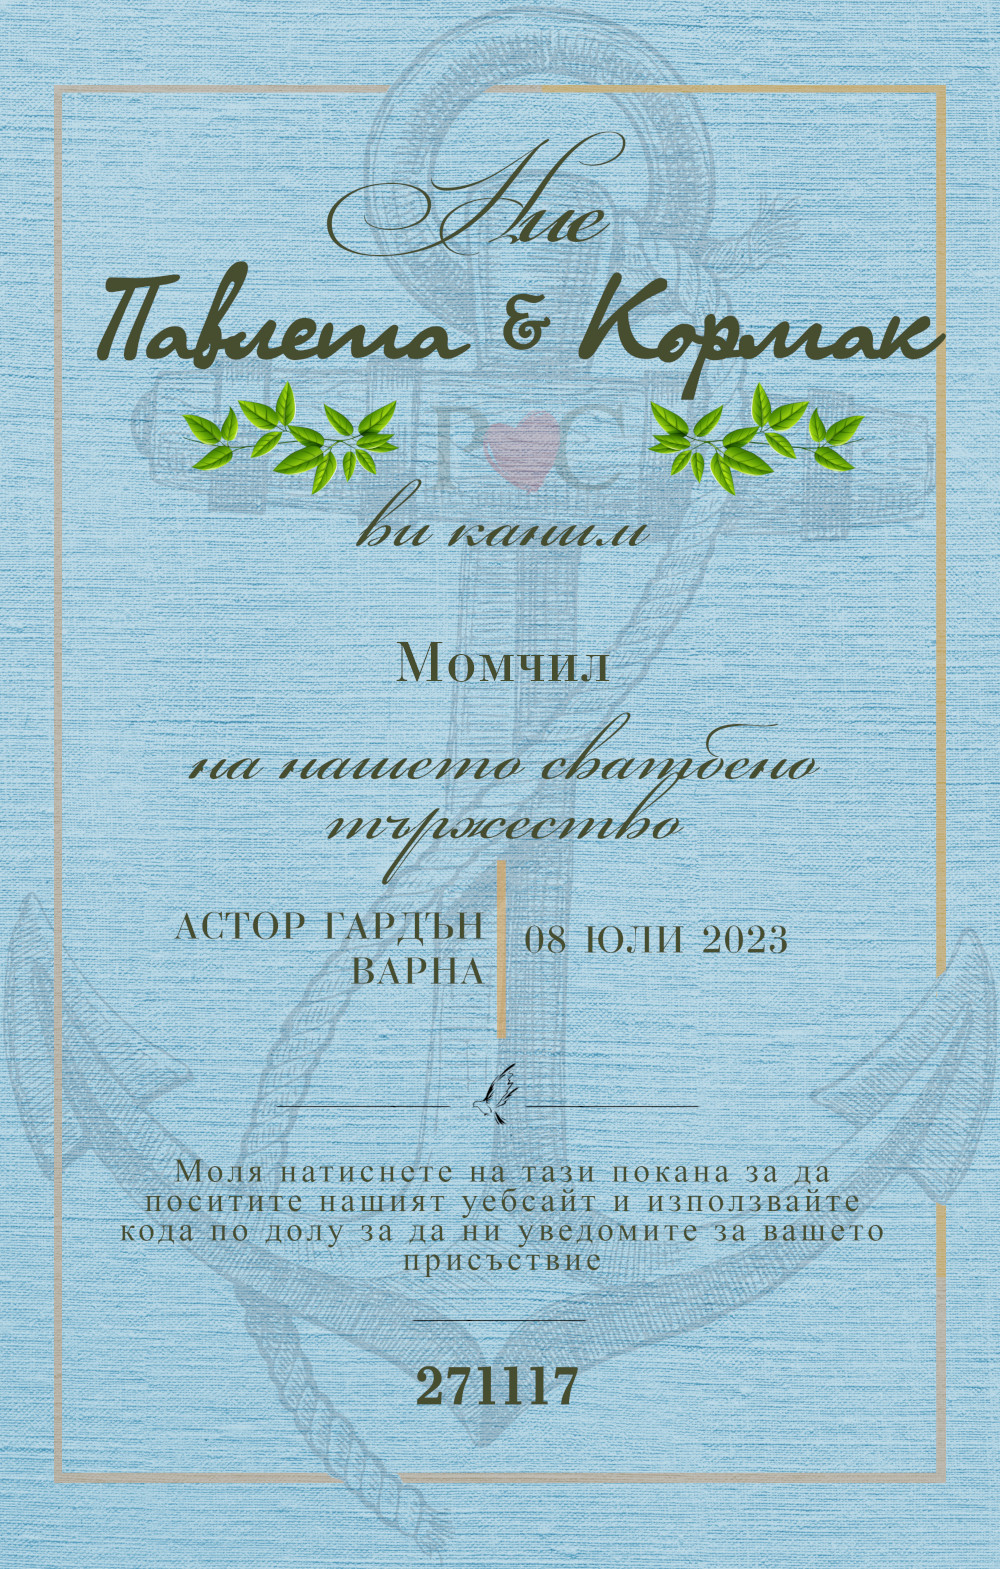 Ние
Павлета & Кормак
P C
ви каним
Момчил
на нашето сватбено
тържество
АСТОР ГАРДЪН
ВАРНА
08 ЮЛИ 2023
Моля натиснете на тази покана за да
поситите нашият уебсайт и използвайте
кода по долу за да ни уведомите за вашето
присъствие
271117